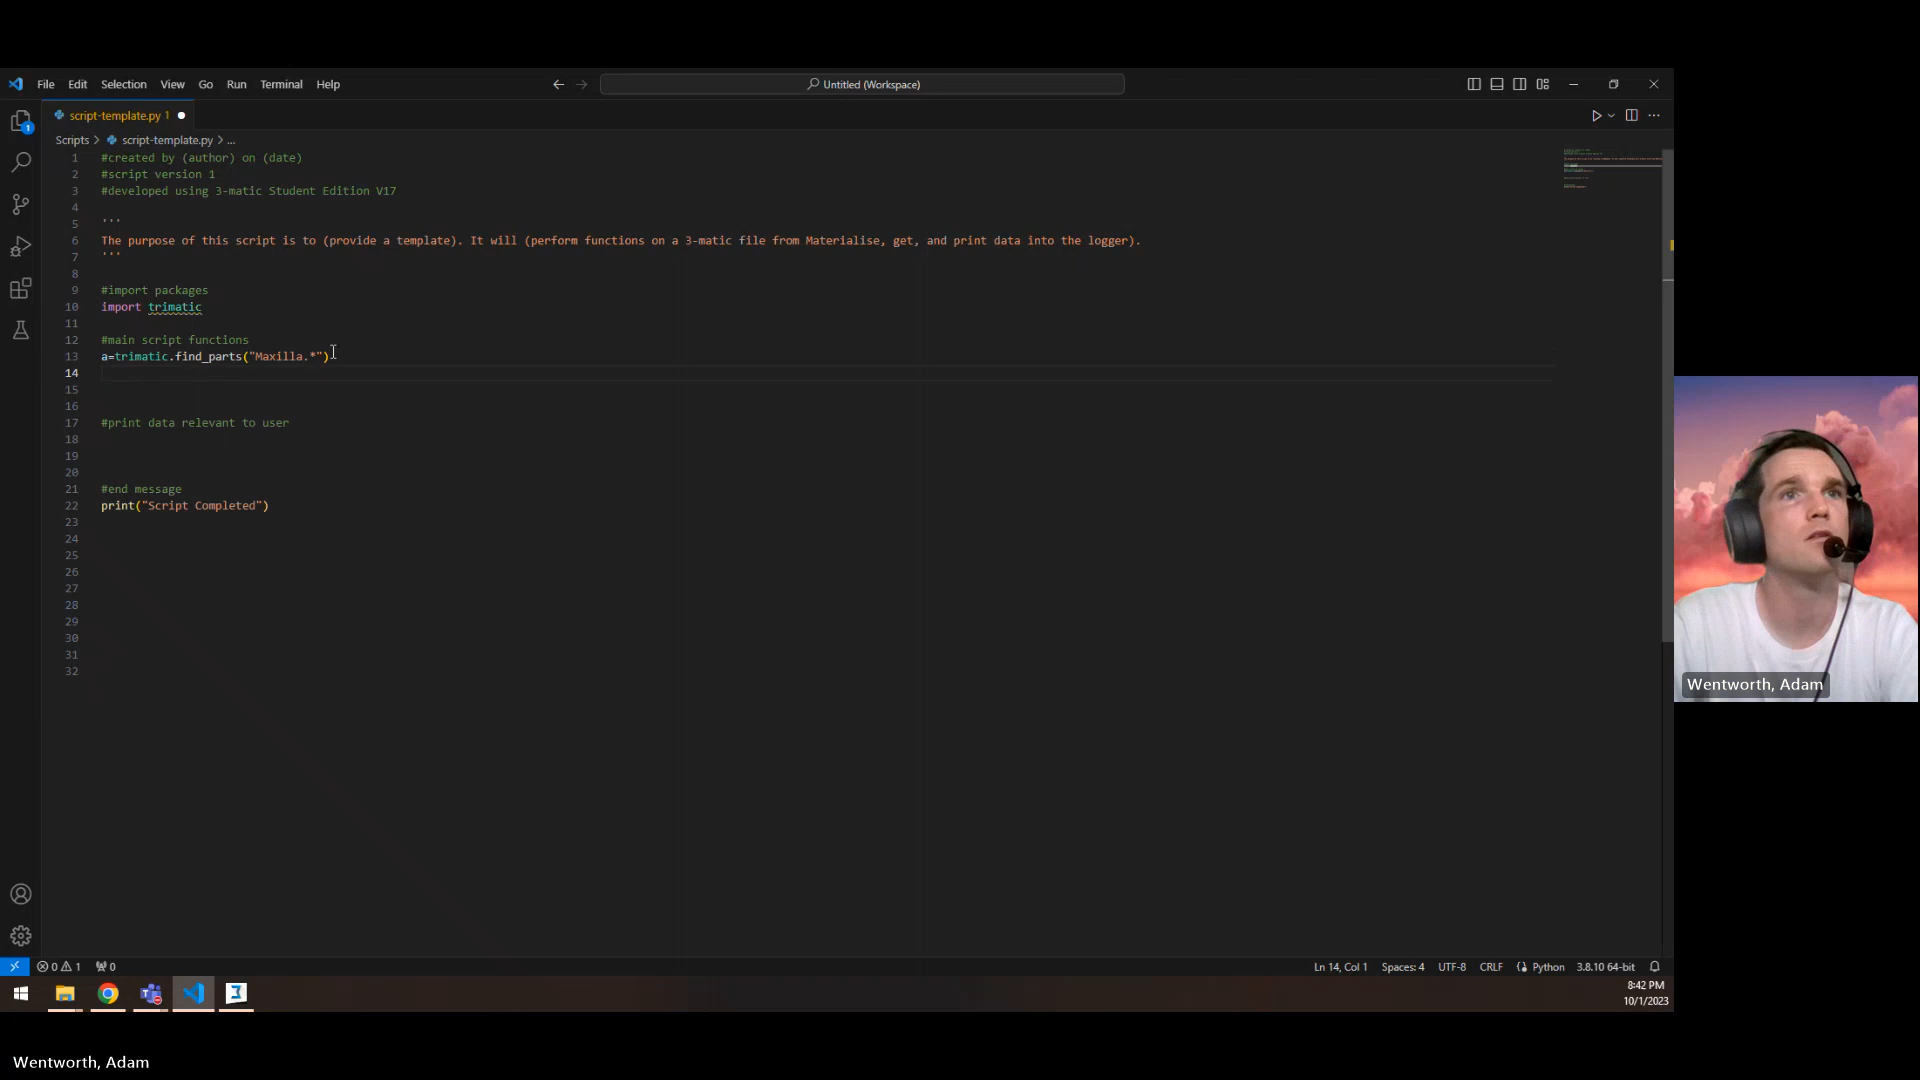 File Edit Selection View Go Run Terminal Help
Untitled (Workspace)
script-template.py 1
Scripts > script-template.py > ...
1 #created by (author) on (date)
2 #script version 1
3 #developed using 3-matic Student Edition V17
4
5 '''
6 The purpose of this script is to (provide a template). It will (perform functions on a 3-matic file from Materialise, get, and print data into the logger).
7 '''
8
9 #import packages
10 import trimatic
11
12 #main script functions
13 a=trimatic.find_parts("Maxilla.*")
14
15
16
17 #print data relevant to user
18
19
20
21 #end message
22 print("Script Completed")
23
24
25
26
27
28
29
30
31
32
1
0 1 0
Ln 14, Col 1 Spaces: 4 UTF-8 CRLF Python 3.8.10 64-bit
8:42 PM
10/1/2023
Wentworth, Adam
Wentworth, Adam